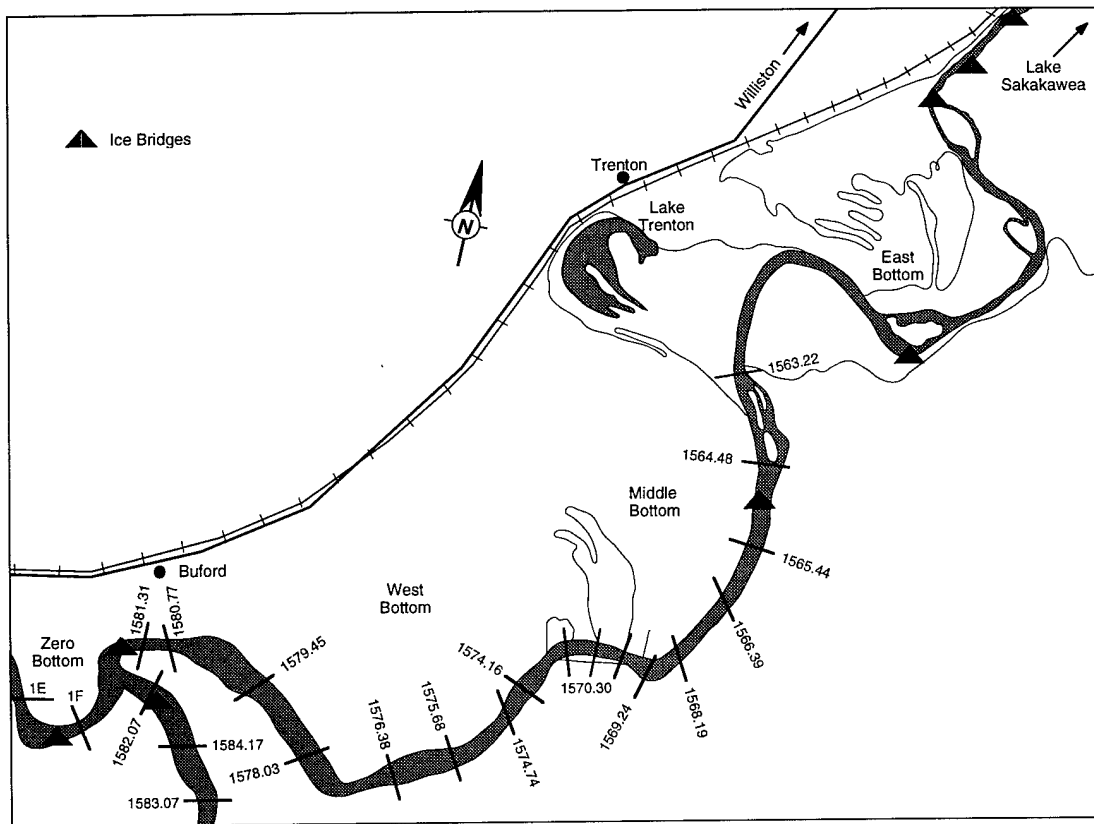 Lake
Sakakawea
Williston
Ice Bridges
Trenton
N
Lake
Trenton
East
Bottom
1563.22
1564.48
Middle
Bottom
1565.44
Buford
West
Bottom
1581.31
1580.77
1566.39
Zero
Bottom
1579.45
1574.16
1E
1F
1570.30
1576.38
1575.68
1569.24
1568.19
1582.07
1584.17
1578.03
1574.74
1583.07